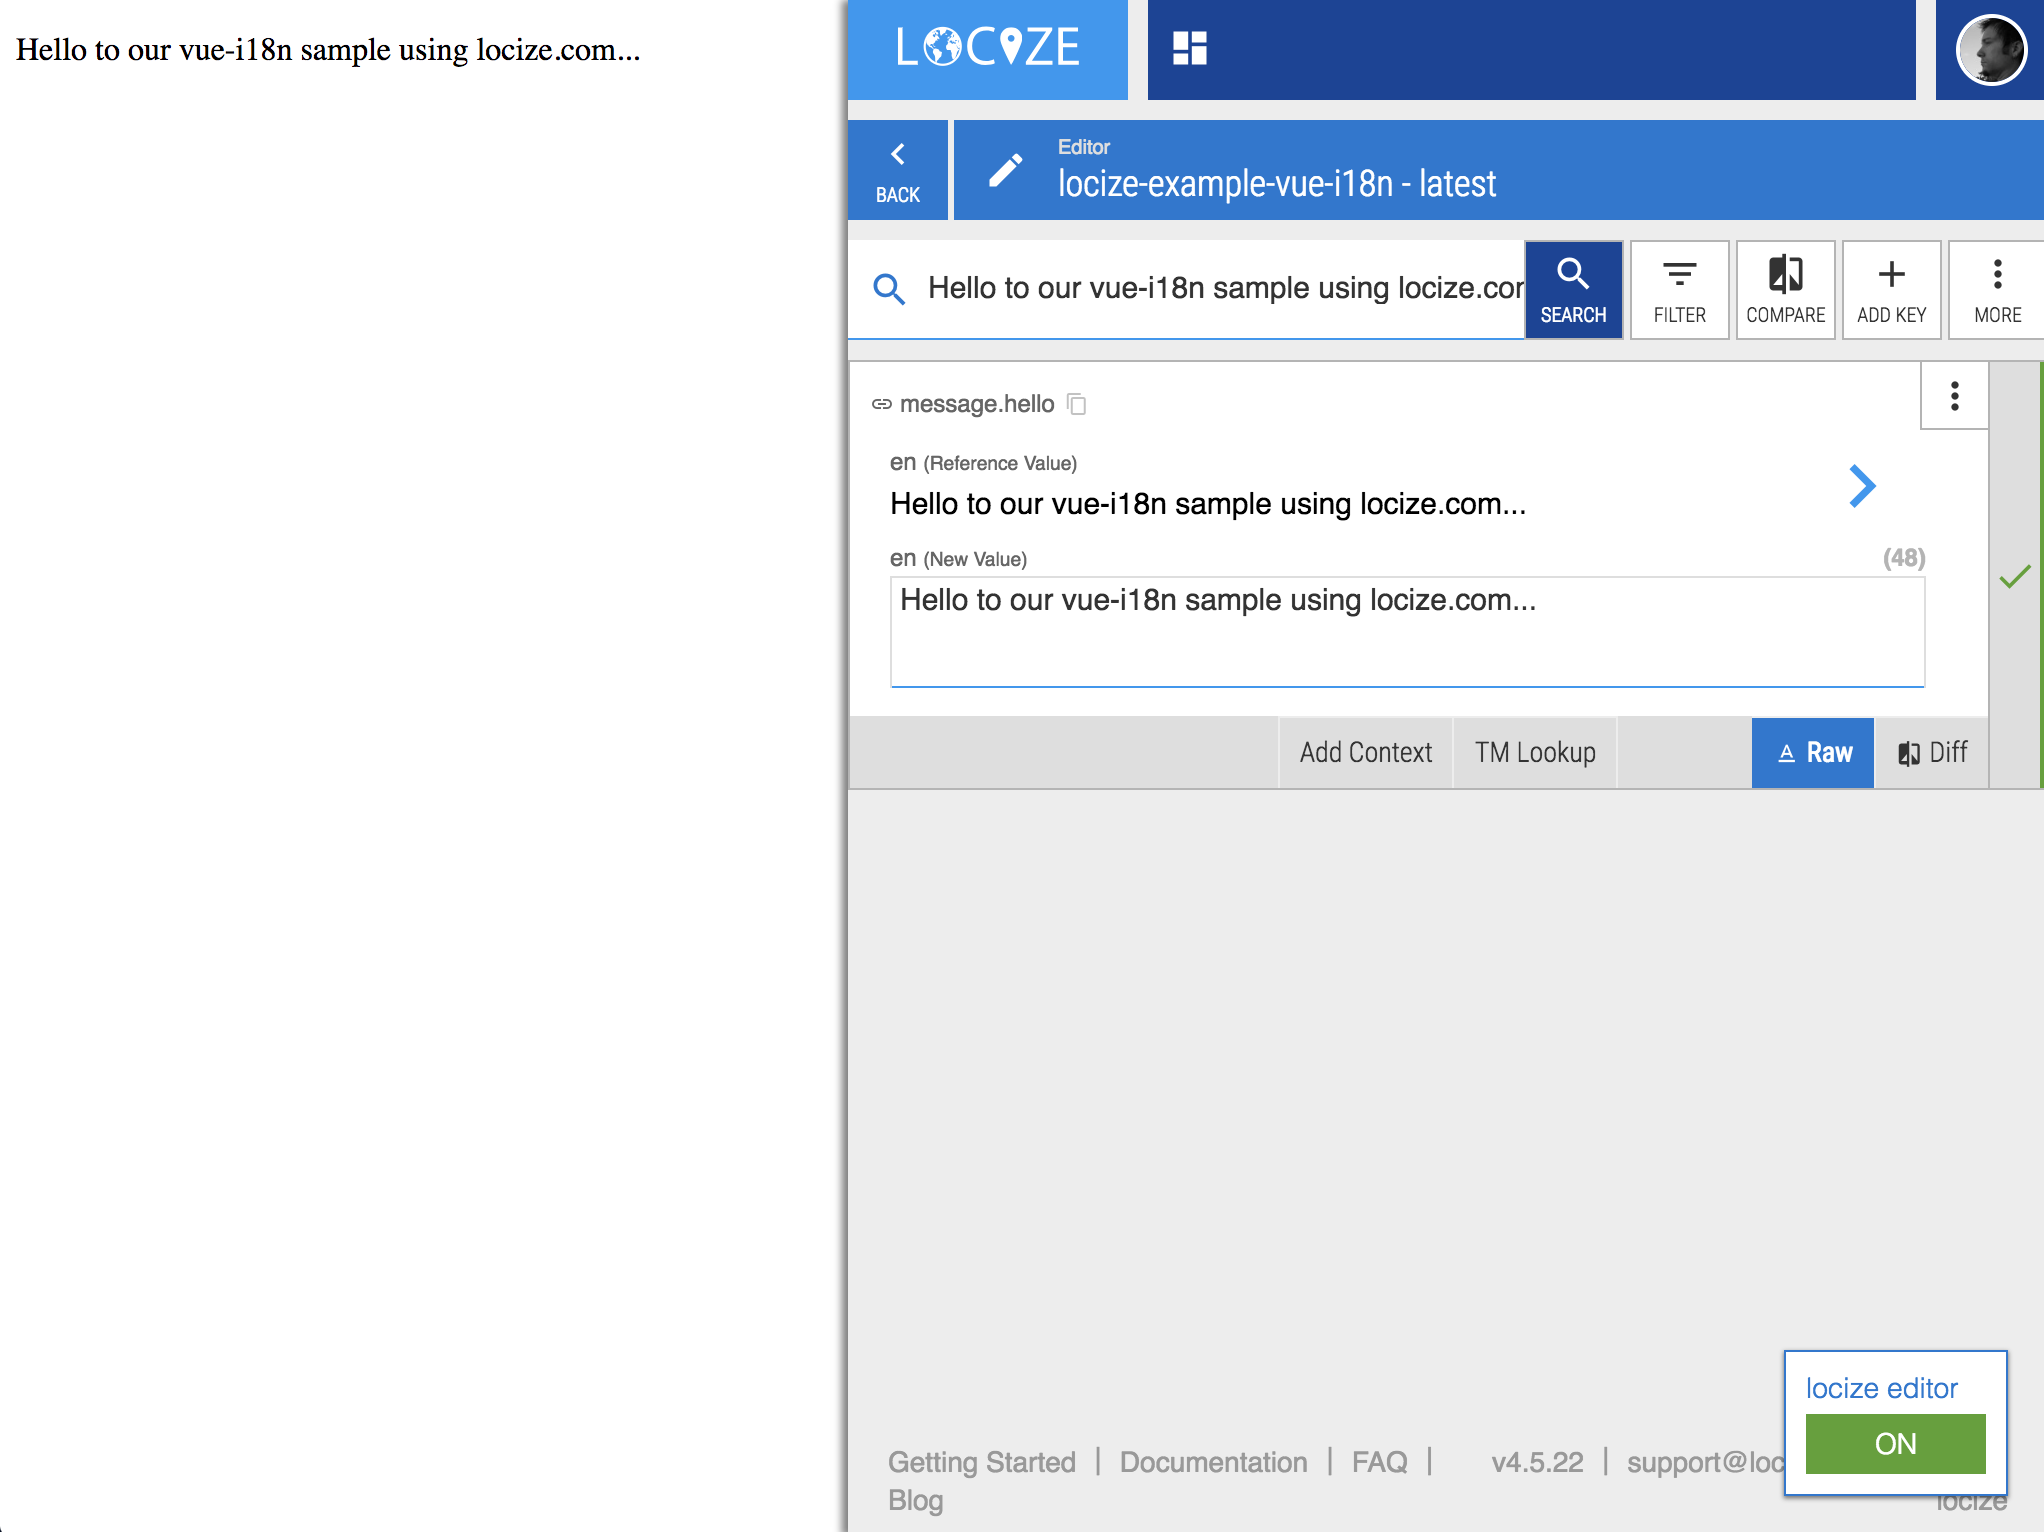 Hello to our vue-i18n sample using locize.com...
LOCIZE
BACK
Editor
locize-example-vue-i18n - latest
Hello to our vue-i18n sample using locize.com
SEARCH
FILTER
COMPARE
ADD KEY
MORE
message.hello
en (Reference Value)
Hello to our vue-i18n sample using locize.com...
en (New Value)
(48)
Hello to our vue-i18n sample using locize.com...
Add Context
TM Lookup
A Raw
Diff
locize editor
ON
Getting Started | Documentation | FAQ |
Blog
v4.5.22 | support@loc
locize